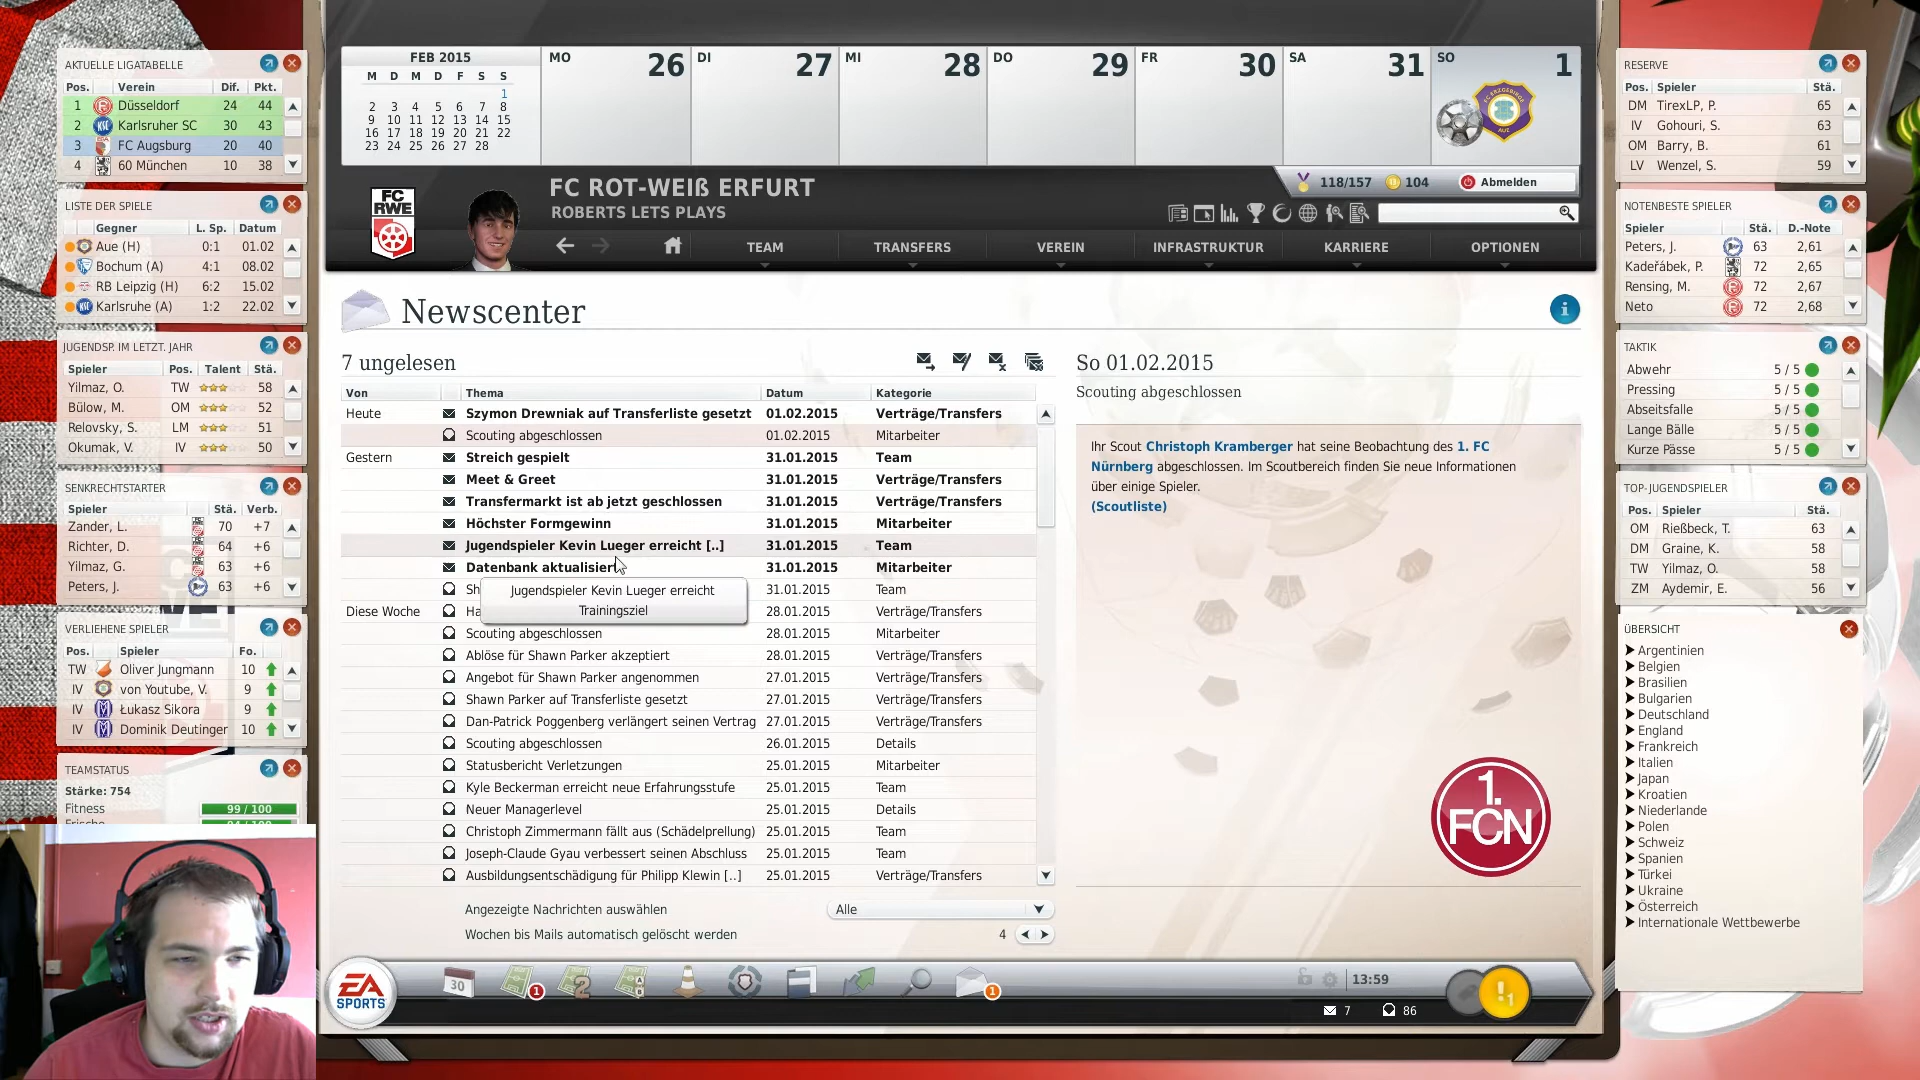 AKTUELLE LIGATABELLE
Pos. Verein Dif. Pkt.
1 Düsseldorf 24 44
2 Karlsruher SC 30 43
3 FC Augsburg 20 40
4 60 München 10 38
LISTE DER SPIELE
Gegner L. Sp. Datum
Aue (H) 0:1 01.02
Bochum (A) 4:1 08.02
RB Leipzig (H) 6:2 15.02
Karlsruhe (A) 1:2 22.02
JUGENDSP. IM LETZT. JAHR
Spieler Pos. Talent Stä.
Yilmaz, O. TW 58
Bülow, M. OM 52
Relovsky, S. LM 51
Okumak, V. IV 50
SENKRECHTSTARTER
Spieler Stä. Verb.
Zander, L. 70 +7
Richter, D. 64 +6
Yilmaz, G. 63 +6
Peters, J. 63 +6
VERLIEHENE SPIELER
Pos. Spieler Fo.
TW Oliver Jungmann 10
IV von Youtube, V. 9
IV Łukasz Sikora 9
IV Dominik Deutinger 10
TEAMSTATUS
Stärke: 754
Fitness 99 / 100
FEB 2015
M D M D F S S
1
2 3 4 5 6 7 8
9 10 11 12 13 14 15
16 17 18 19 20 21 22
23 24 25 26 27 28
MO 26 DI 27 MI 28 DO 29 FR 30 SA 31 SO 1
FC ERZGEBIRGE
AUE
FC
RWE
FC ROT-WEIß ERFURT
ROBERTS LETS PLAYS
118/157 104 Abmelden
TEAM TRANSFERS VEREIN INFRASTRUKTUR KARRIERE OPTIONEN
Newscenter
7 ungelesen
Von Thema Datum Kategorie
Heute Szymon Drewniak auf Transferliste gesetzt 01.02.2015 Verträge/Transfers
Scouting abgeschlossen 01.02.2015 Mitarbeiter
Gestern Streich gespielt 31.01.2015 Team
Meet & Greet 31.01.2015 Verträge/Transfers
Transfermarkt ist ab jetzt geschlossen 31.01.2015 Verträge/Transfers
Höchster Formgewinn 31.01.2015 Mitarbeiter
Jugendspieler Kevin Lueger erreicht [..] 31.01.2015 Team
Datenbank aktualisiert 31.01.2015 Mitarbeiter
Sh 31.01.2015 Team
Diese Woche Ha 28.01.2015 Verträge/Transfers
Jugendspieler Kevin Lueger erreicht
Trainingsziel
Scouting abgeschlossen 28.01.2015 Mitarbeiter
Ablöse für Shawn Parker akzeptiert 28.01.2015 Verträge/Transfers
Angebot für Shawn Parker angenommen 27.01.2015 Verträge/Transfers
Shawn Parker auf Transferliste gesetzt 27.01.2015 Verträge/Transfers
Dan-Patrick Poggenberg verlängert seinen Vertrag 27.01.2015 Verträge/Transfers
Scouting abgeschlossen 26.01.2015 Details
Statusbericht Verletzungen 25.01.2015 Mitarbeiter
Kyle Beckerman erreicht neue Erfahrungsstufe 25.01.2015 Team
Neuer Managerlevel 25.01.2015 Details
Christoph Zimmermann fällt aus (Schädelprellung) 25.01.2015 Team
Joseph-Claude Gyau verbessert seinen Abschluss 25.01.2015 Team
Ausbildungsentschädigung für Philipp Klewin [..] 25.01.2015 Verträge/Transfers
Angezeigte Nachrichten auswählen Alle
Wochen bis Mails automatisch gelöscht werden 4
So 01.02.2015
Scouting abgeschlossen
Ihr Scout Christoph Kramberger hat seine Beobachtung des 1. FC
Nürnberg abgeschlossen. Im Scoutbereich finden Sie neue Informationen
über einige Spieler.
(Scoutliste)
1.
FCN
EA
SPORTS
30 1 2 1
13:59
7 86
1
RESERVE
Pos. Spieler Stä.
DM TirexLP, P. 65
IV Gohouri, S. 63
OM Barry, B. 61
LV Wenzel, S. 59
NOTENBESTE SPIELER
Spieler Stä. D.-Note
Peters, J. 63 2,61
Kadeřábek, P. 72 2,65
Rensing, M. 72 2,67
Neto 72 2,68
TAKTIK
Abwehr 5 / 5
Pressing 5 / 5
Abseitsfalle 5 / 5
Lange Bälle 5 / 5
Kurze Pässe 5 / 5
TOP-JUGENDSPIELER
Pos. Spieler Stä.
OM Rießbeck, T. 63
DM Graine, K. 58
TW Yilmaz, O. 58
ZM Aydemir, E. 56
ÜBERSICHT
Argentinien
Belgien
Brasilien
Bulgarien
Deutschland
England
Frankreich
Italien
Japan
Kroatien
Niederlande
Polen
Schweiz
Spanien
Türkei
Ukraine
Österreich
Internationale Wettbewerbe